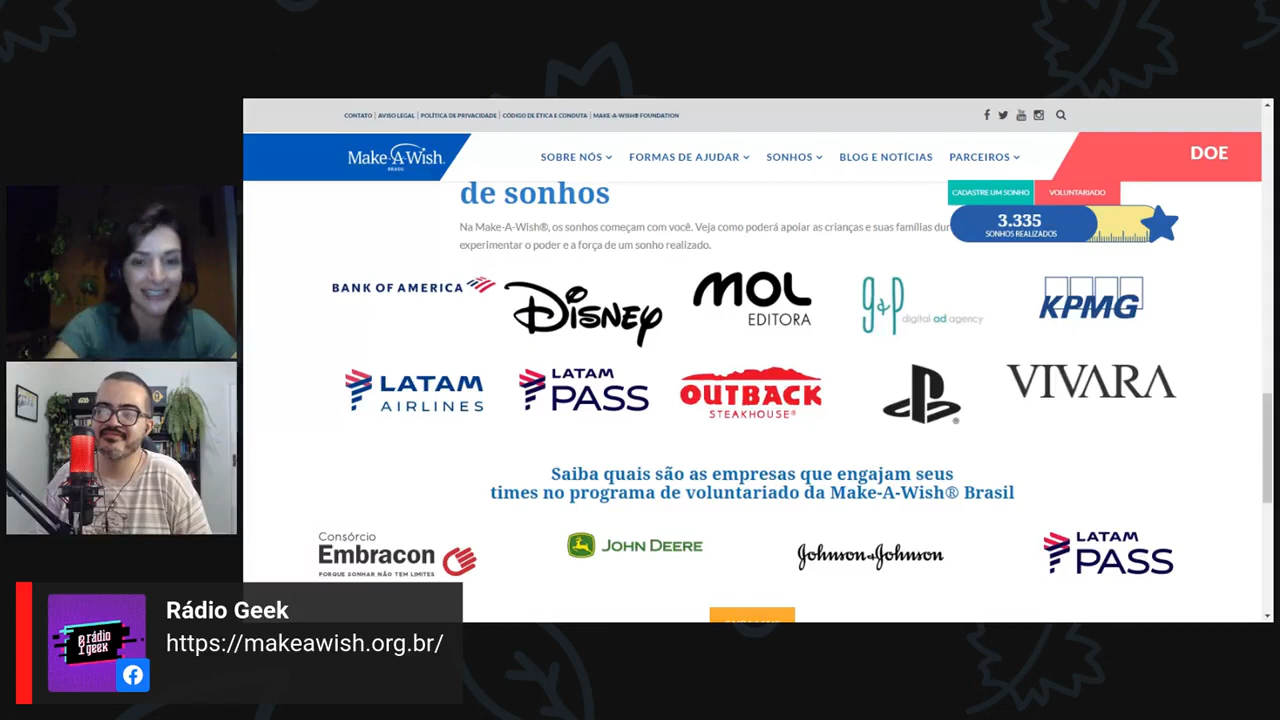 CONTATO | AVISO LEGAL | POLÍTICA DE PRIVACIDADE | CÓDIGO DE ÉTICA E CONDUTA | MAKE-A-WISH® FOUNDATION
Make-A-Wish.
BRASIL
SOBRE NÓS
FORMAS DE AJUDAR
SONHOS
BLOG E NOTÍCIAS
PARCEIROS
DOE
CADASTRE UM SONHO
VOLUNTARIADO
de sonhos
3.335
SONHOS REALIZADOS
Na Make-A-Wish®, os sonhos começam com você. Veja como poderá apoiar as crianças e suas famílias
experimentar o poder e a força de um sonho realizado.
BANK OF AMERICA
DISNEY
MOL
EDITORA
g&p
digital ad agency
KPMG
LATAM
AIRLINES
LATAM
PASS
OUTBACK
STEAKHOUSE®
VIVARA
Saiba quais são as empresas que engajam seus
times no programa de voluntariado da Make-A-Wish® Brasil
Consórcio
Embracon
PORQUE SONHAR NÃO TEM LIMITES
JOHN DEERE
Johnson & Johnson
LATAM
PASS
rádio
geek
Rádio Geek
https://makeawish.org.br/